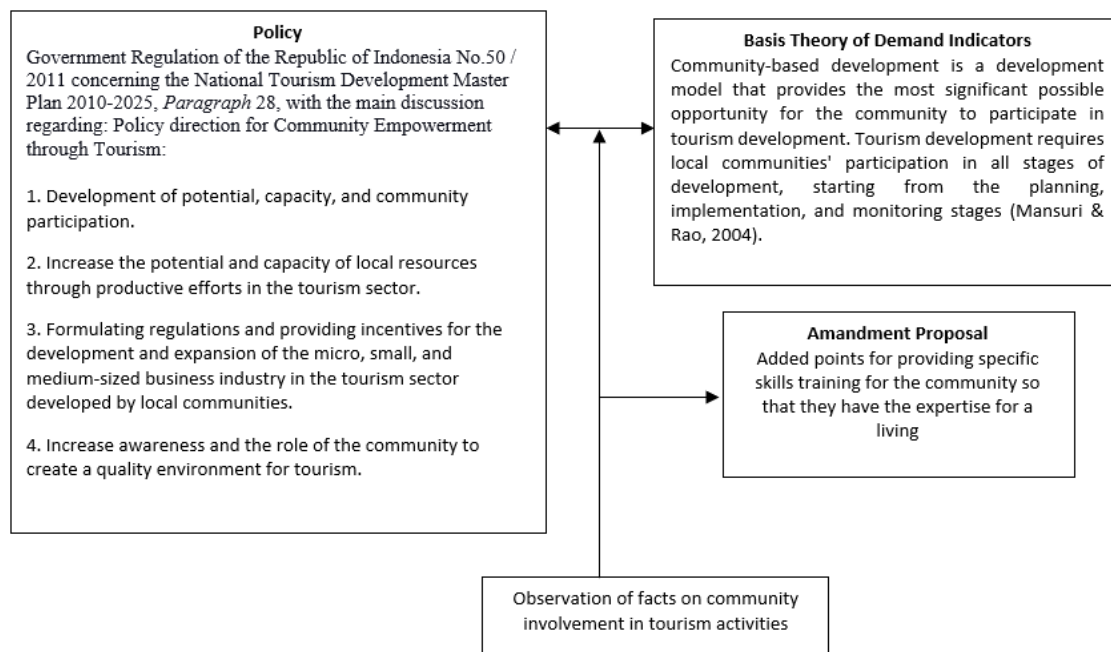 Policy
Government Regulation of the Republic of Indonesia No.50 /
2011 concerning the National Tourism Development Master
Plan 2010-2025, Paragraph 28, with the main discussion
regarding: Policy direction for Community Empowerment
through Tourism:
1. Development of potential, capacity, and community
participation.
2. Increase the potential and capacity of local resources
through productive efforts in the tourism sector.
3. Formulating regulations and providing incentives for the
development and expansion of the micro, small, and
medium-sized business industry in the tourism sector
developed by local communities.
4. Increase awareness and the role of the community to
create a quality environment for tourism.
Basis Theory of Demand Indicators
Community-based development is a development
model that provides the most significant possible
opportunity for the community to participate in
tourism development. Tourism development requires
local communities' participation in all stages of
development, starting from the planning,
implementation, and monitoring stages (Mansuri &
Rao, 2004).
Amandment Proposal
Added points for providing specific
skills training for the community so
that they have the expertise for a
living
Observation of facts on community
involvement in tourism activities